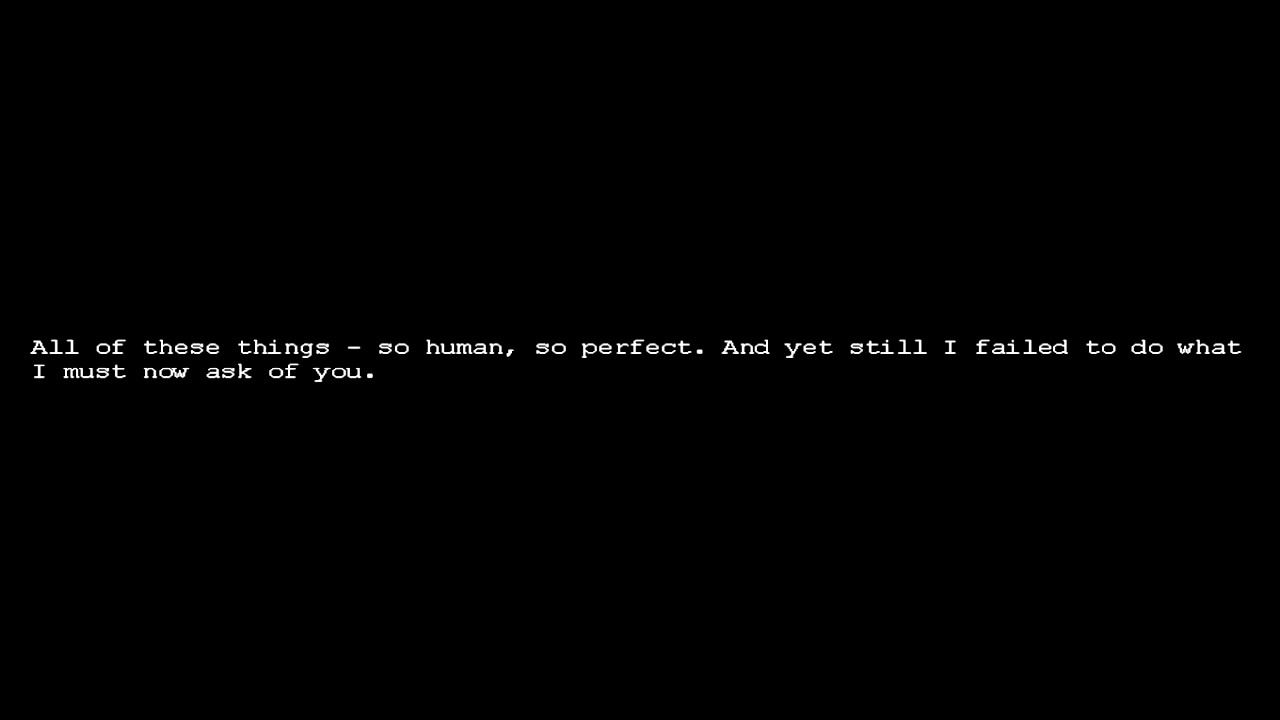 All of these things - so human, so perfect. And yet still I failed to do what
I must now ask of you.